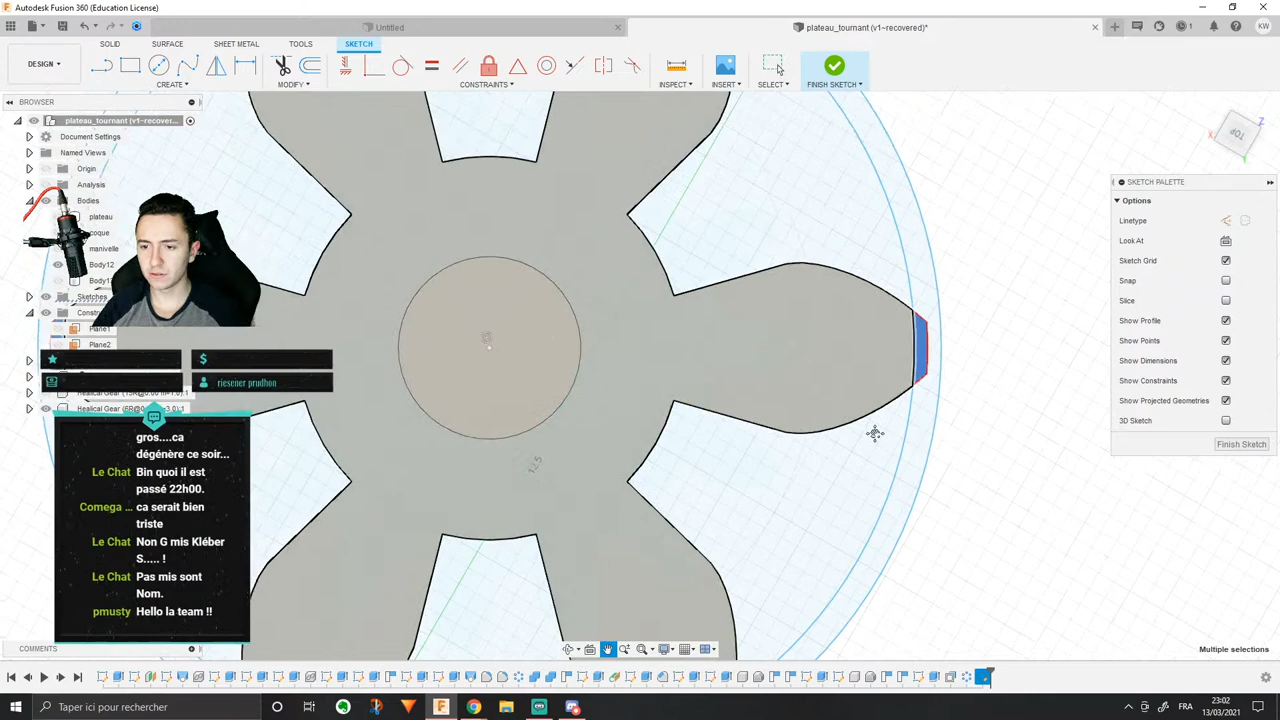 Autodesk Fusion 360 (Education License)
Untitled
plateau_tournant (v1~recovered)*
1
KW
SOLID
SURFACE
SHEET METAL
TOOLS
SKETCH
DESIGN
CREATE
MODIFY
CONSTRAINTS
INSPECT
INSERT
SELECT
FINISH SKETCH
BROWSER
plateau_tournant (v1~recover...
Document Settings
Named Views
Origin
Analysis
Bodies
plateau
coque
manivelle
Body12
Sketches
Plane1
Plane2
riesener prudhon
gros....ca
dégénère ce soir...
Le Chat Bin quoi il est
passé 22h00.
Comega ... ca serait bien
triste
Le Chat Non G mis Kléber
S..... !
Le Chat Pas mis sont
Nom.
pmusty Hello la team !!
12.5
TOP
X
Z
Y
SKETCH PALETTE
Options
Linetype
Look At
Sketch Grid
Snap
Slice
Show Profile
Show Points
Show Dimensions
Show Constraints
Show Projected Geometries
3D Sketch
Finish Sketch
COMMENTS
Multiple selections
Taper ici pour rechercher
FRA
23:02
13/03/2021